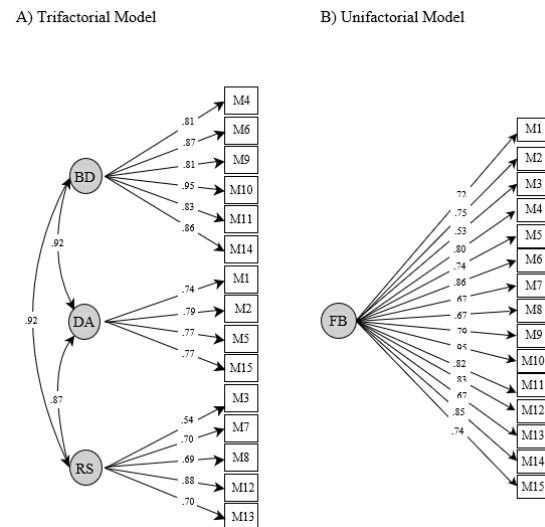 A) Trifactorial Model
B) Unifactorial Model
BD
DA
RS
.92
.92
.87
.81
.87
.81
.95
.83
.86
.74
.79
.77
.77
.54
.70
.69
.88
.70
M4
M6
M9
M10
M11
M14
M1
M2
M5
M15
M3
M7
M8
M12
M13
FB
.72
.75
.53
.80
.74
.86
.67
.67
.79
.95
.82
.83
.67
.85
.74
M1
M2
M3
M4
M5
M6
M7
M8
M9
M10
M11
M12
M13
M14
M15